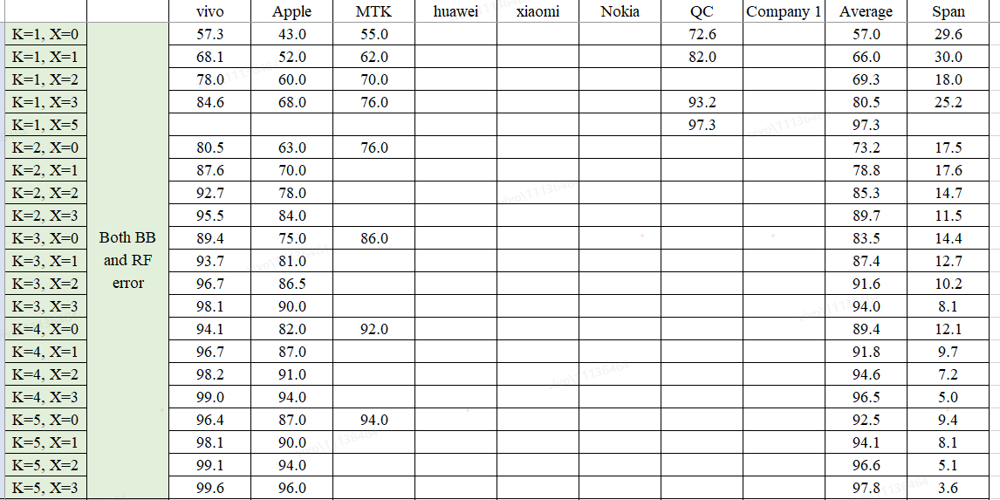 vivo Apple MTK huawei xiaomi Nokia QC Company 1 Average Span
K=1, X=0 57.3 43.0 55.0 72.6 57.0 29.6
K=1, X=1 68.1 52.0 62.0 82.0 66.0 30.0
K=1, X=2 78.0 60.0 70.0 69.3 18.0
K=1, X=3 84.6 68.0 76.0 93.2 80.5 25.2
K=1, X=5 97.3 97.3
K=2, X=0 80.5 63.0 76.0 73.2 17.5
K=2, X=1 87.6 70.0 78.8 17.6
K=2, X=2 92.7 78.0 85.3 14.7
K=2, X=3 95.5 84.0 89.7 11.5
K=3, X=0 Both BB 89.4 75.0 86.0 83.5 14.4
K=3, X=1 and RF 93.7 81.0 87.4 12.7
K=3, X=2 error 96.7 86.5 91.6 10.2
K=3, X=3 98.1 90.0 94.0 8.1
K=4, X=0 94.1 82.0 92.0 89.4 12.1
K=4, X=1 96.7 87.0 91.8 9.7
K=4, X=2 98.2 91.0 94.6 7.2
K=4, X=3 99.0 94.0 96.5 5.0
K=5, X=0 96.4 87.0 94.0 92.5 9.4
K=5, X=1 98.1 90.0 94.1 8.1
K=5, X=2 99.1 94.0 96.6 5.1
K=5, X=3 99.6 96.0 97.8 3.6